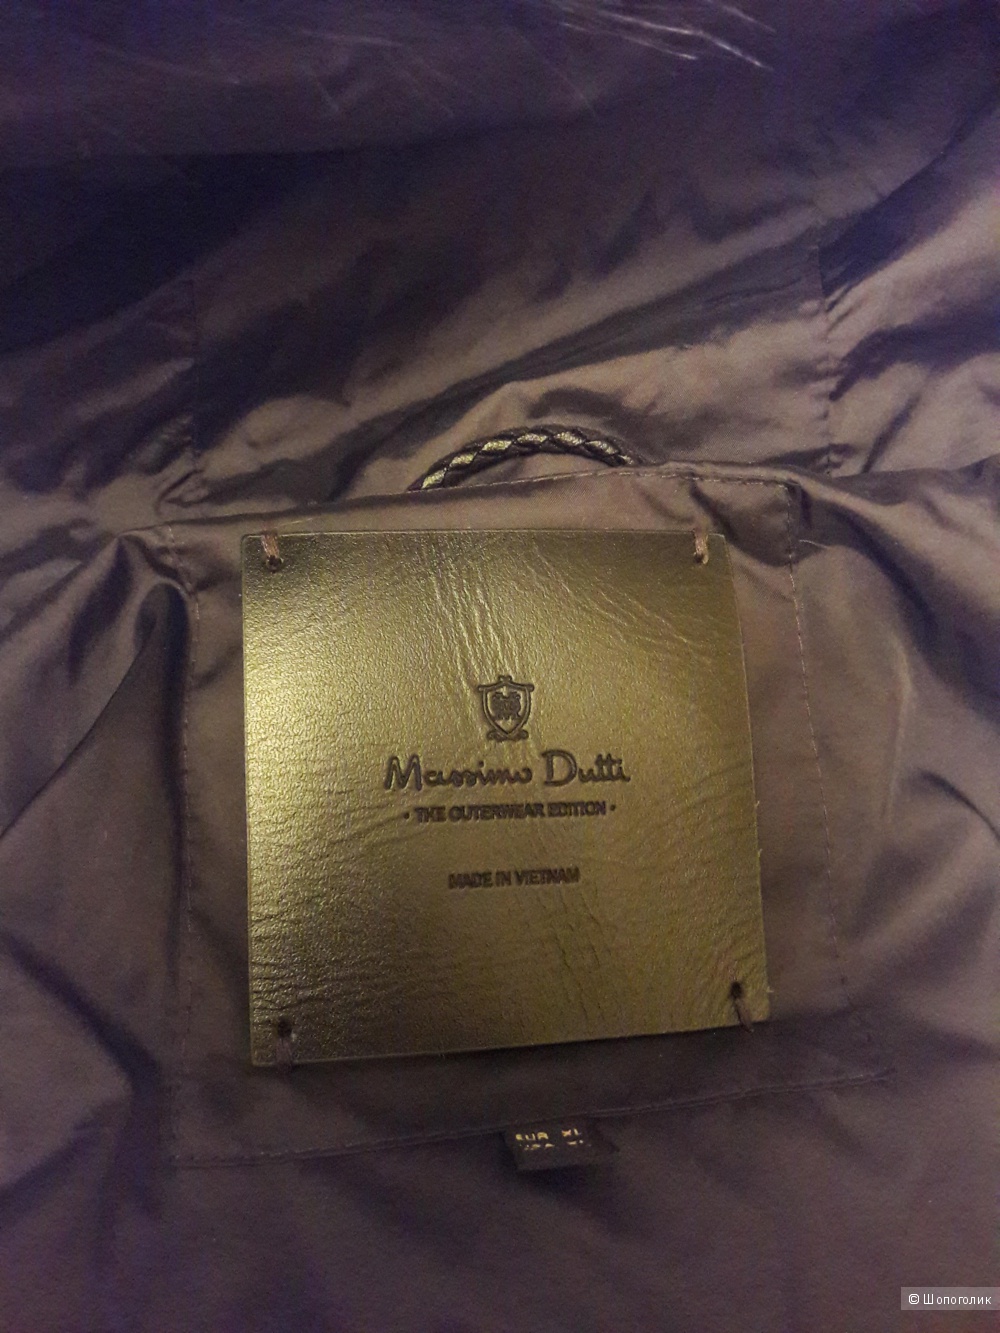 Massimo Dutti
· THE OUTERWEAR EDITION ·
MADE IN VIETNAM
EUR XL
© Шопоголик